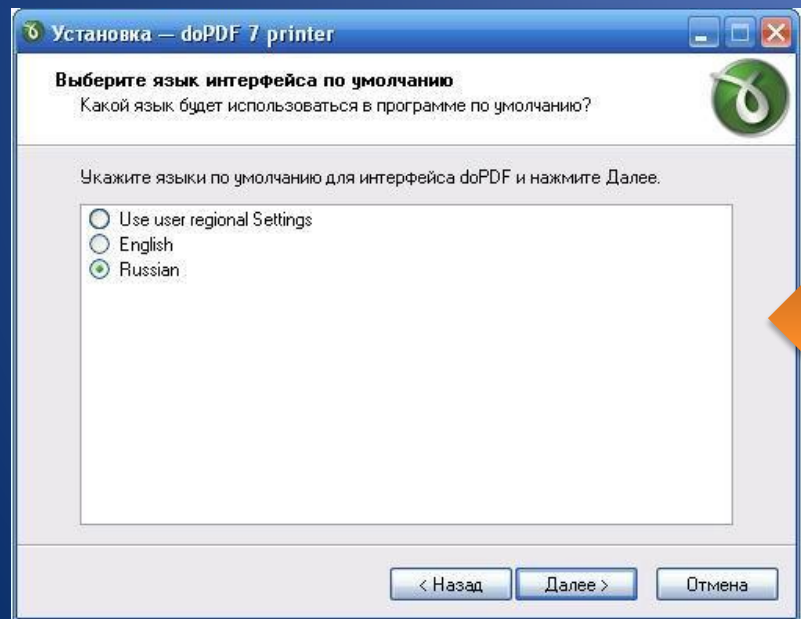 Установка — doPDF 7 printer
Выберите язык интерфейса по умолчанию
Какой язык будет использоваться в программе по умолчанию?
Укажите языки по умолчанию для интерфейса doPDF и нажмите Далее.
Use user regional Settings
English
Russian
< Назад Далее > Отмена